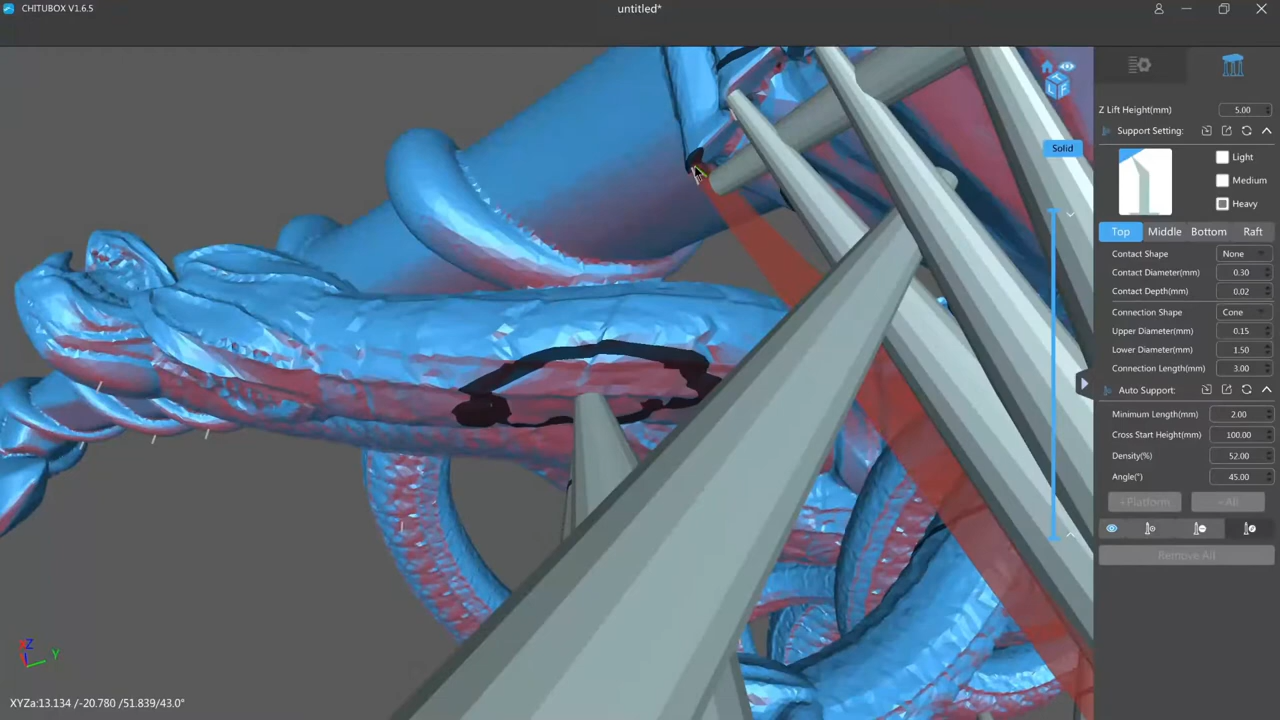 CHITUBOX V1.6.5
untitled*
Z Lift Height(mm) 5.00
Support Setting:
Solid
Light
Medium
Heavy
Top Middle Bottom Raft
Contact Shape None
Contact Diameter(mm) 0.30
Contact Depth(mm) 0.02
Connection Shape Cone
Upper Diameter(mm) 0.15
Lower Diameter(mm) 1.50
Connection Length(mm) 3.00
Auto Support:
Minimum Length(mm) 2.00
Cross Start Height(mm) 100.00
Density(%) 52.00
Angle(°) 45.00
+Platform +All
Remove All
Z
Y
XYZa:13.134 /-20.780 /51.839/43.0°